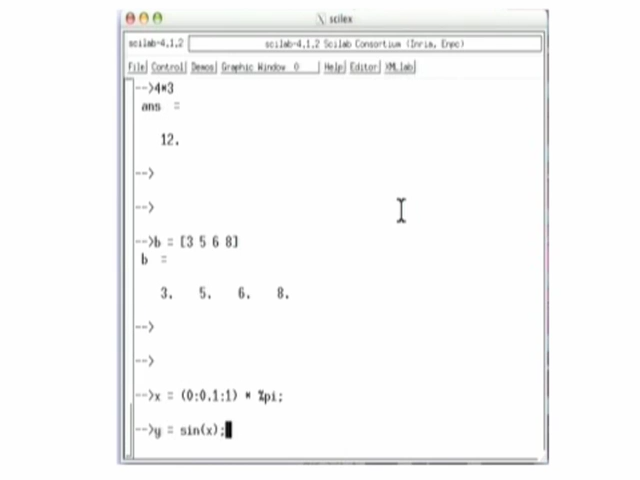 scilex
scilab-4.1.2 scilab-4.1.2 Scilab Consortium (Inria, Enpc)
File Control Demos Graphic Window 0 Help Editor XMLlab
-->4*3
ans =
12.
-->
-->
-->b = [3 5 6 8]
b =
3. 5. 6. 8.
-->
-->
-->x = (0:0.1:1) * %pi;
-->y = sin(x);